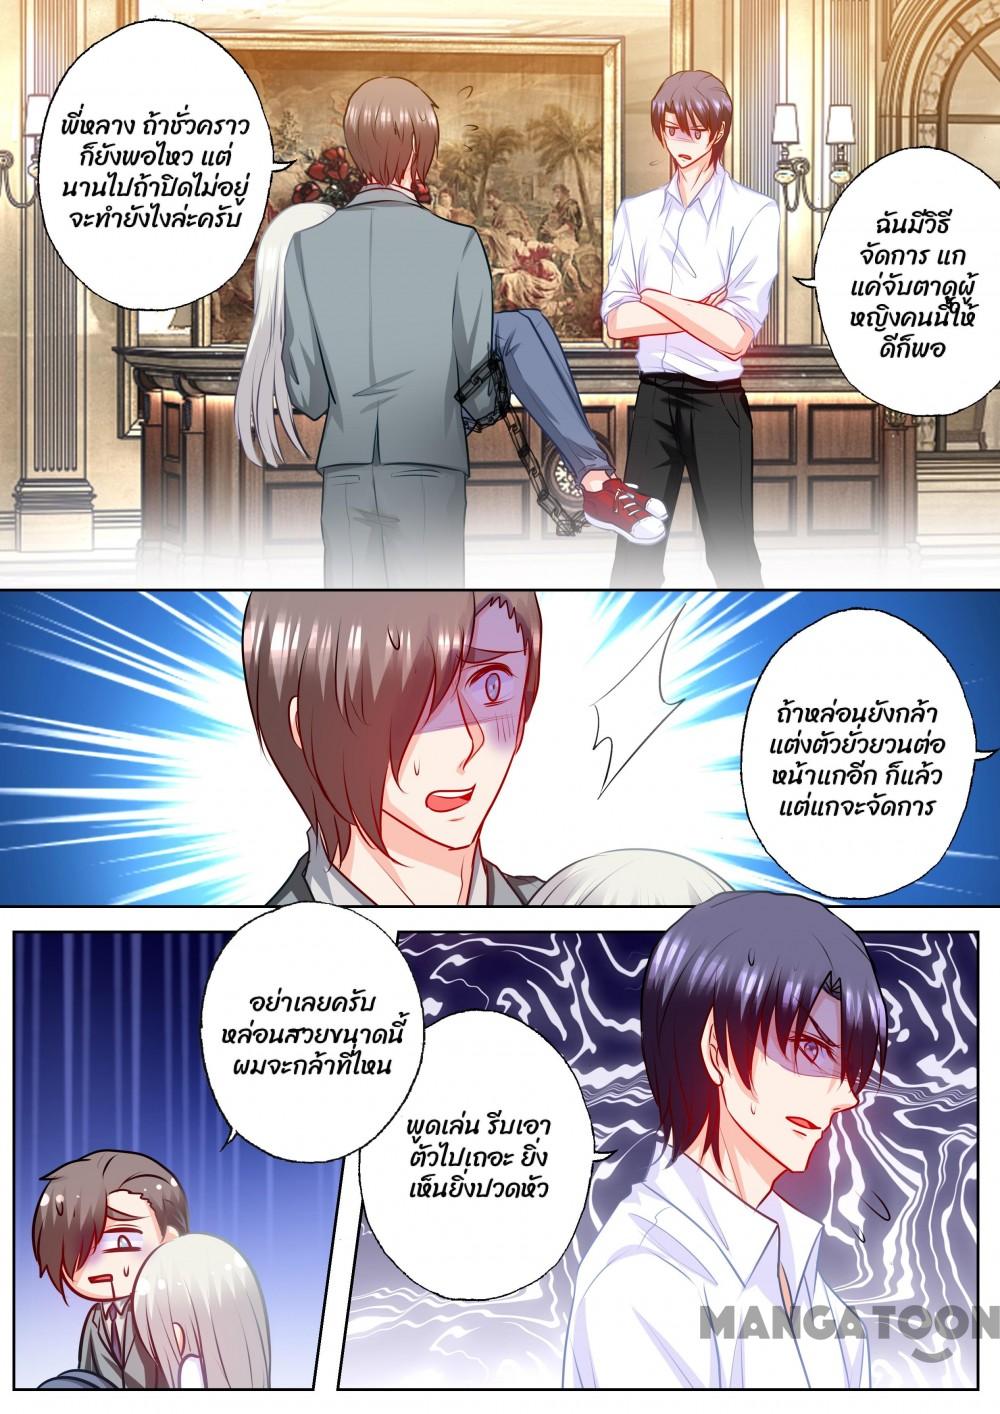 พี่หลาง ถ้าชั่วคราว
ก็ยังพอไหว แต่
นานไปถ้าปิดไม่อยู่
จะทำยังไงล่ะครับ
ฉันมีวิธี
จัดการ แก
แค่จับตาดูผู้
หญิงคนนี้ให้
ดีก็พอ
ถ้าหล่อนยังกล้า
แต่งตัวยั่วยวนต่อ
หน้าแกอีก ก็แล้ว
แต่แกจะจัดการ
อย่าเลยครับ
หล่อนสวยขนาดนี้
ผมจะกล้าที่ไหน
พูดเล่น รีบเอา
ตัวไปเถอะ ยิ่ง
เห็นยิ่งปวดหัว
MANGATOON